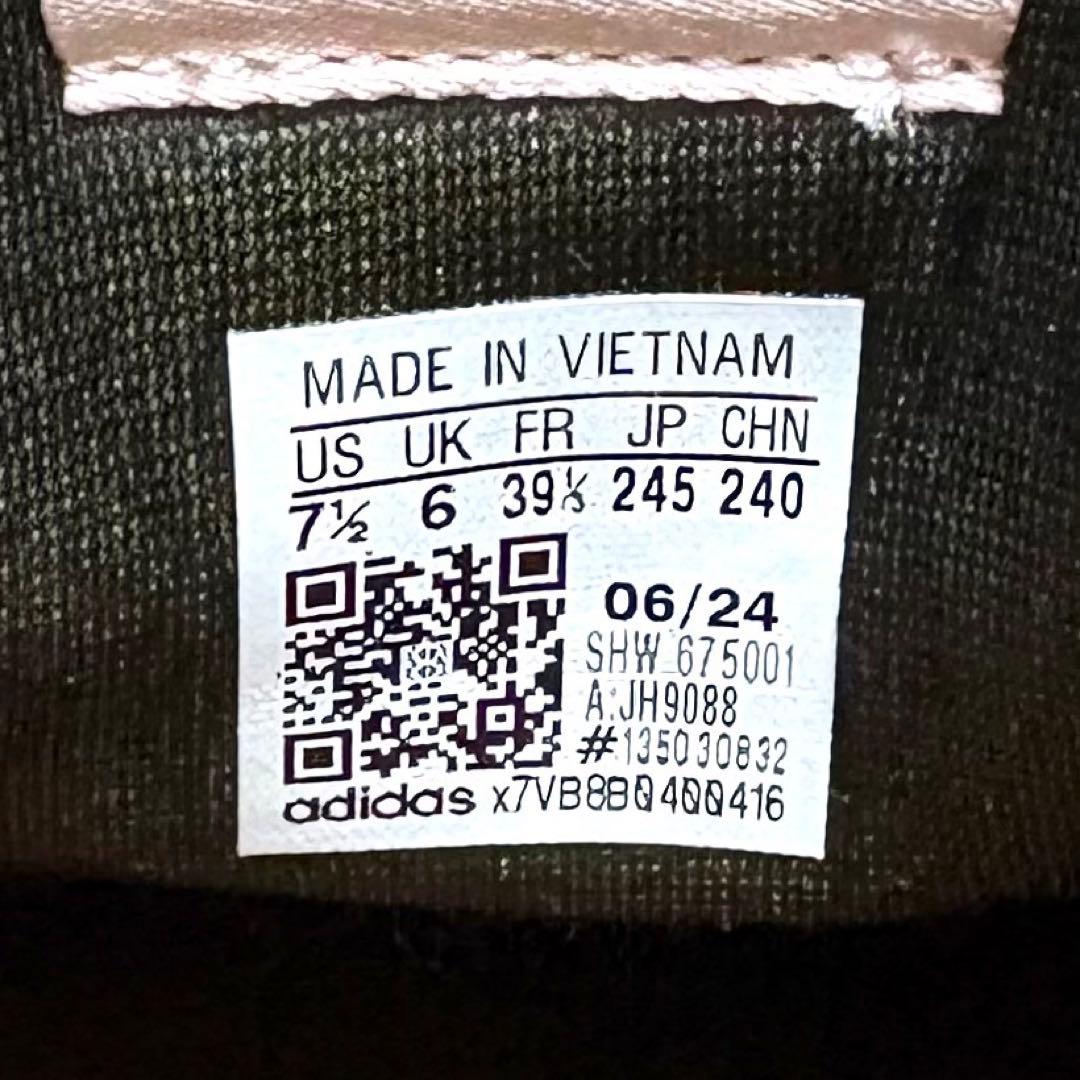 MADE IN VIETNAM
US UK FR JP CHN
7½ 6 39⅓ 245 240
06/24
SHW 675001
A:JH9088
#135030832
adidas x7VB8B0400416